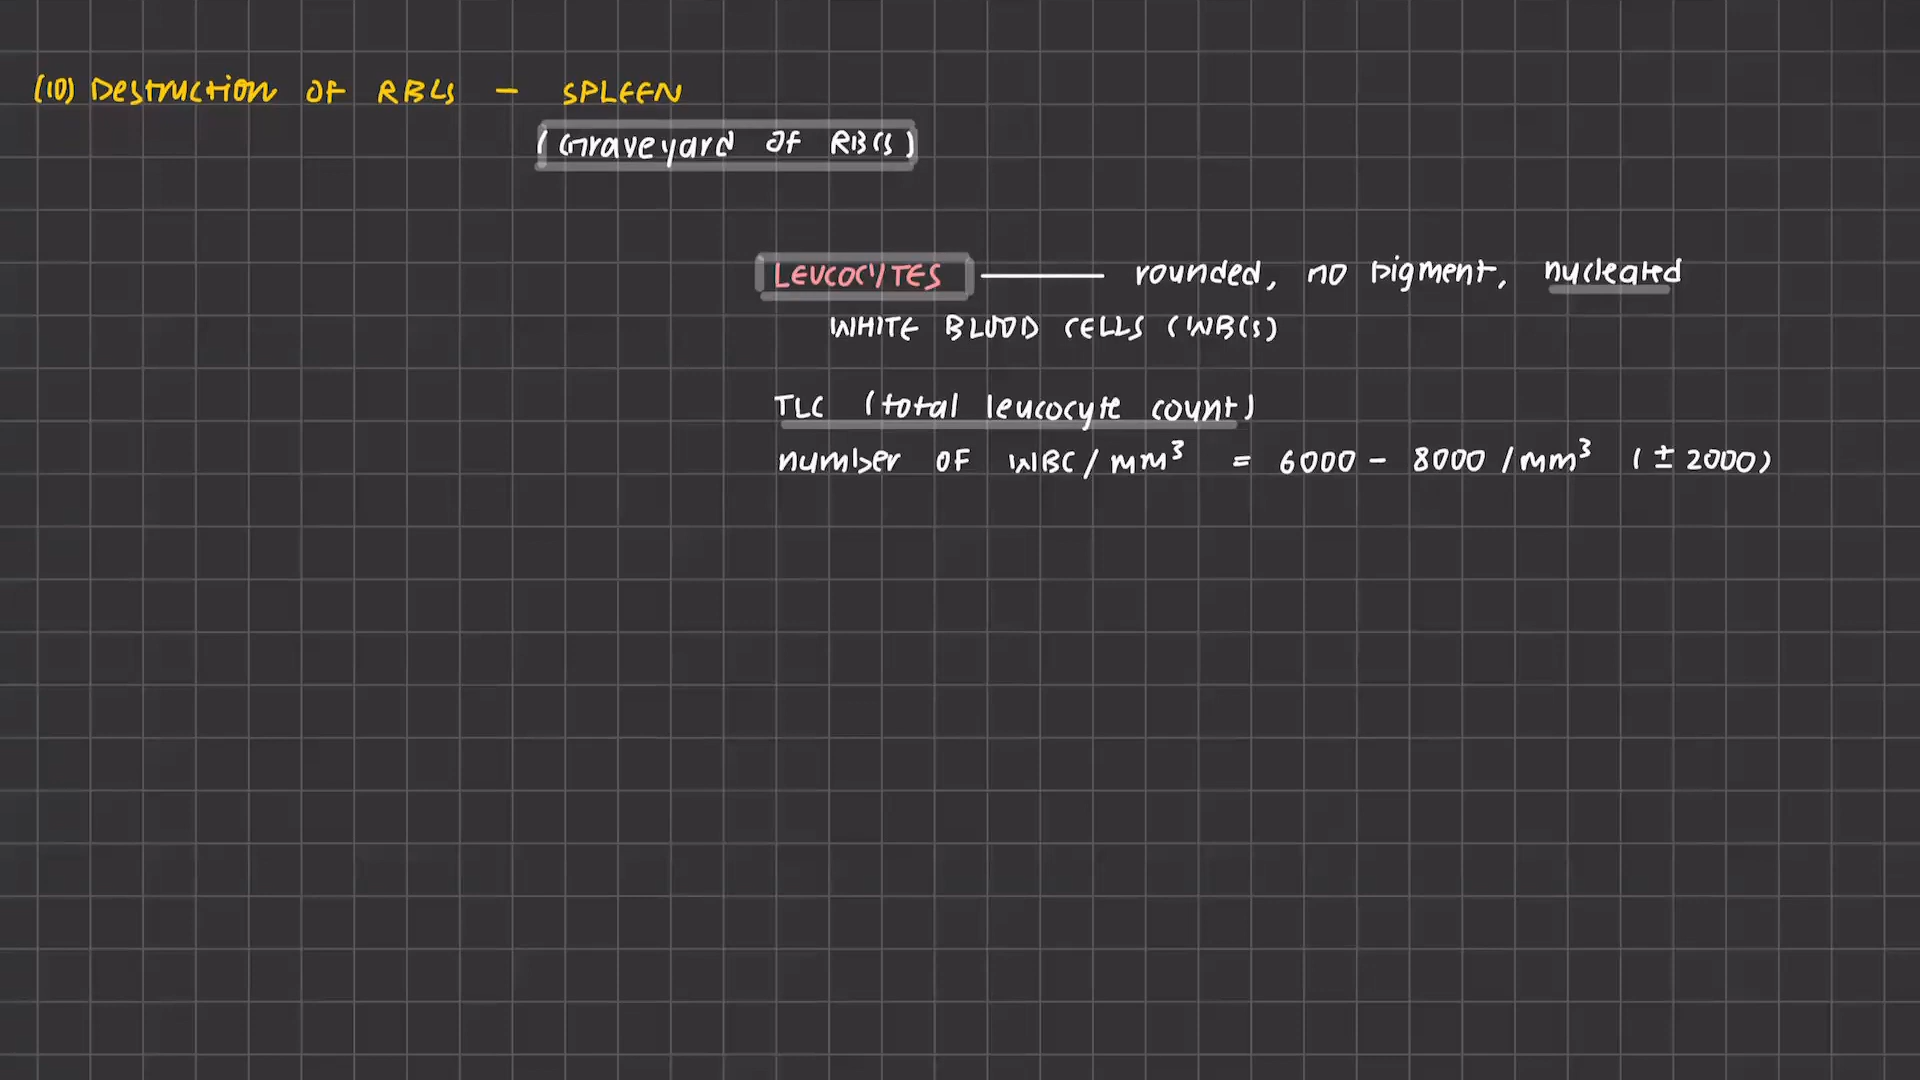 (10) Destruction OF RBCs - SPLEEN
(Graveyard OF RBCs)
LEUCOCYTES — rounded, no pigment, nucleated
WHITE BLOOD CELLS (WBCs)
TLC (total leucocyte count)
number OF WBC/mm³ = 6000 - 8000 /mm³ (± 2000)